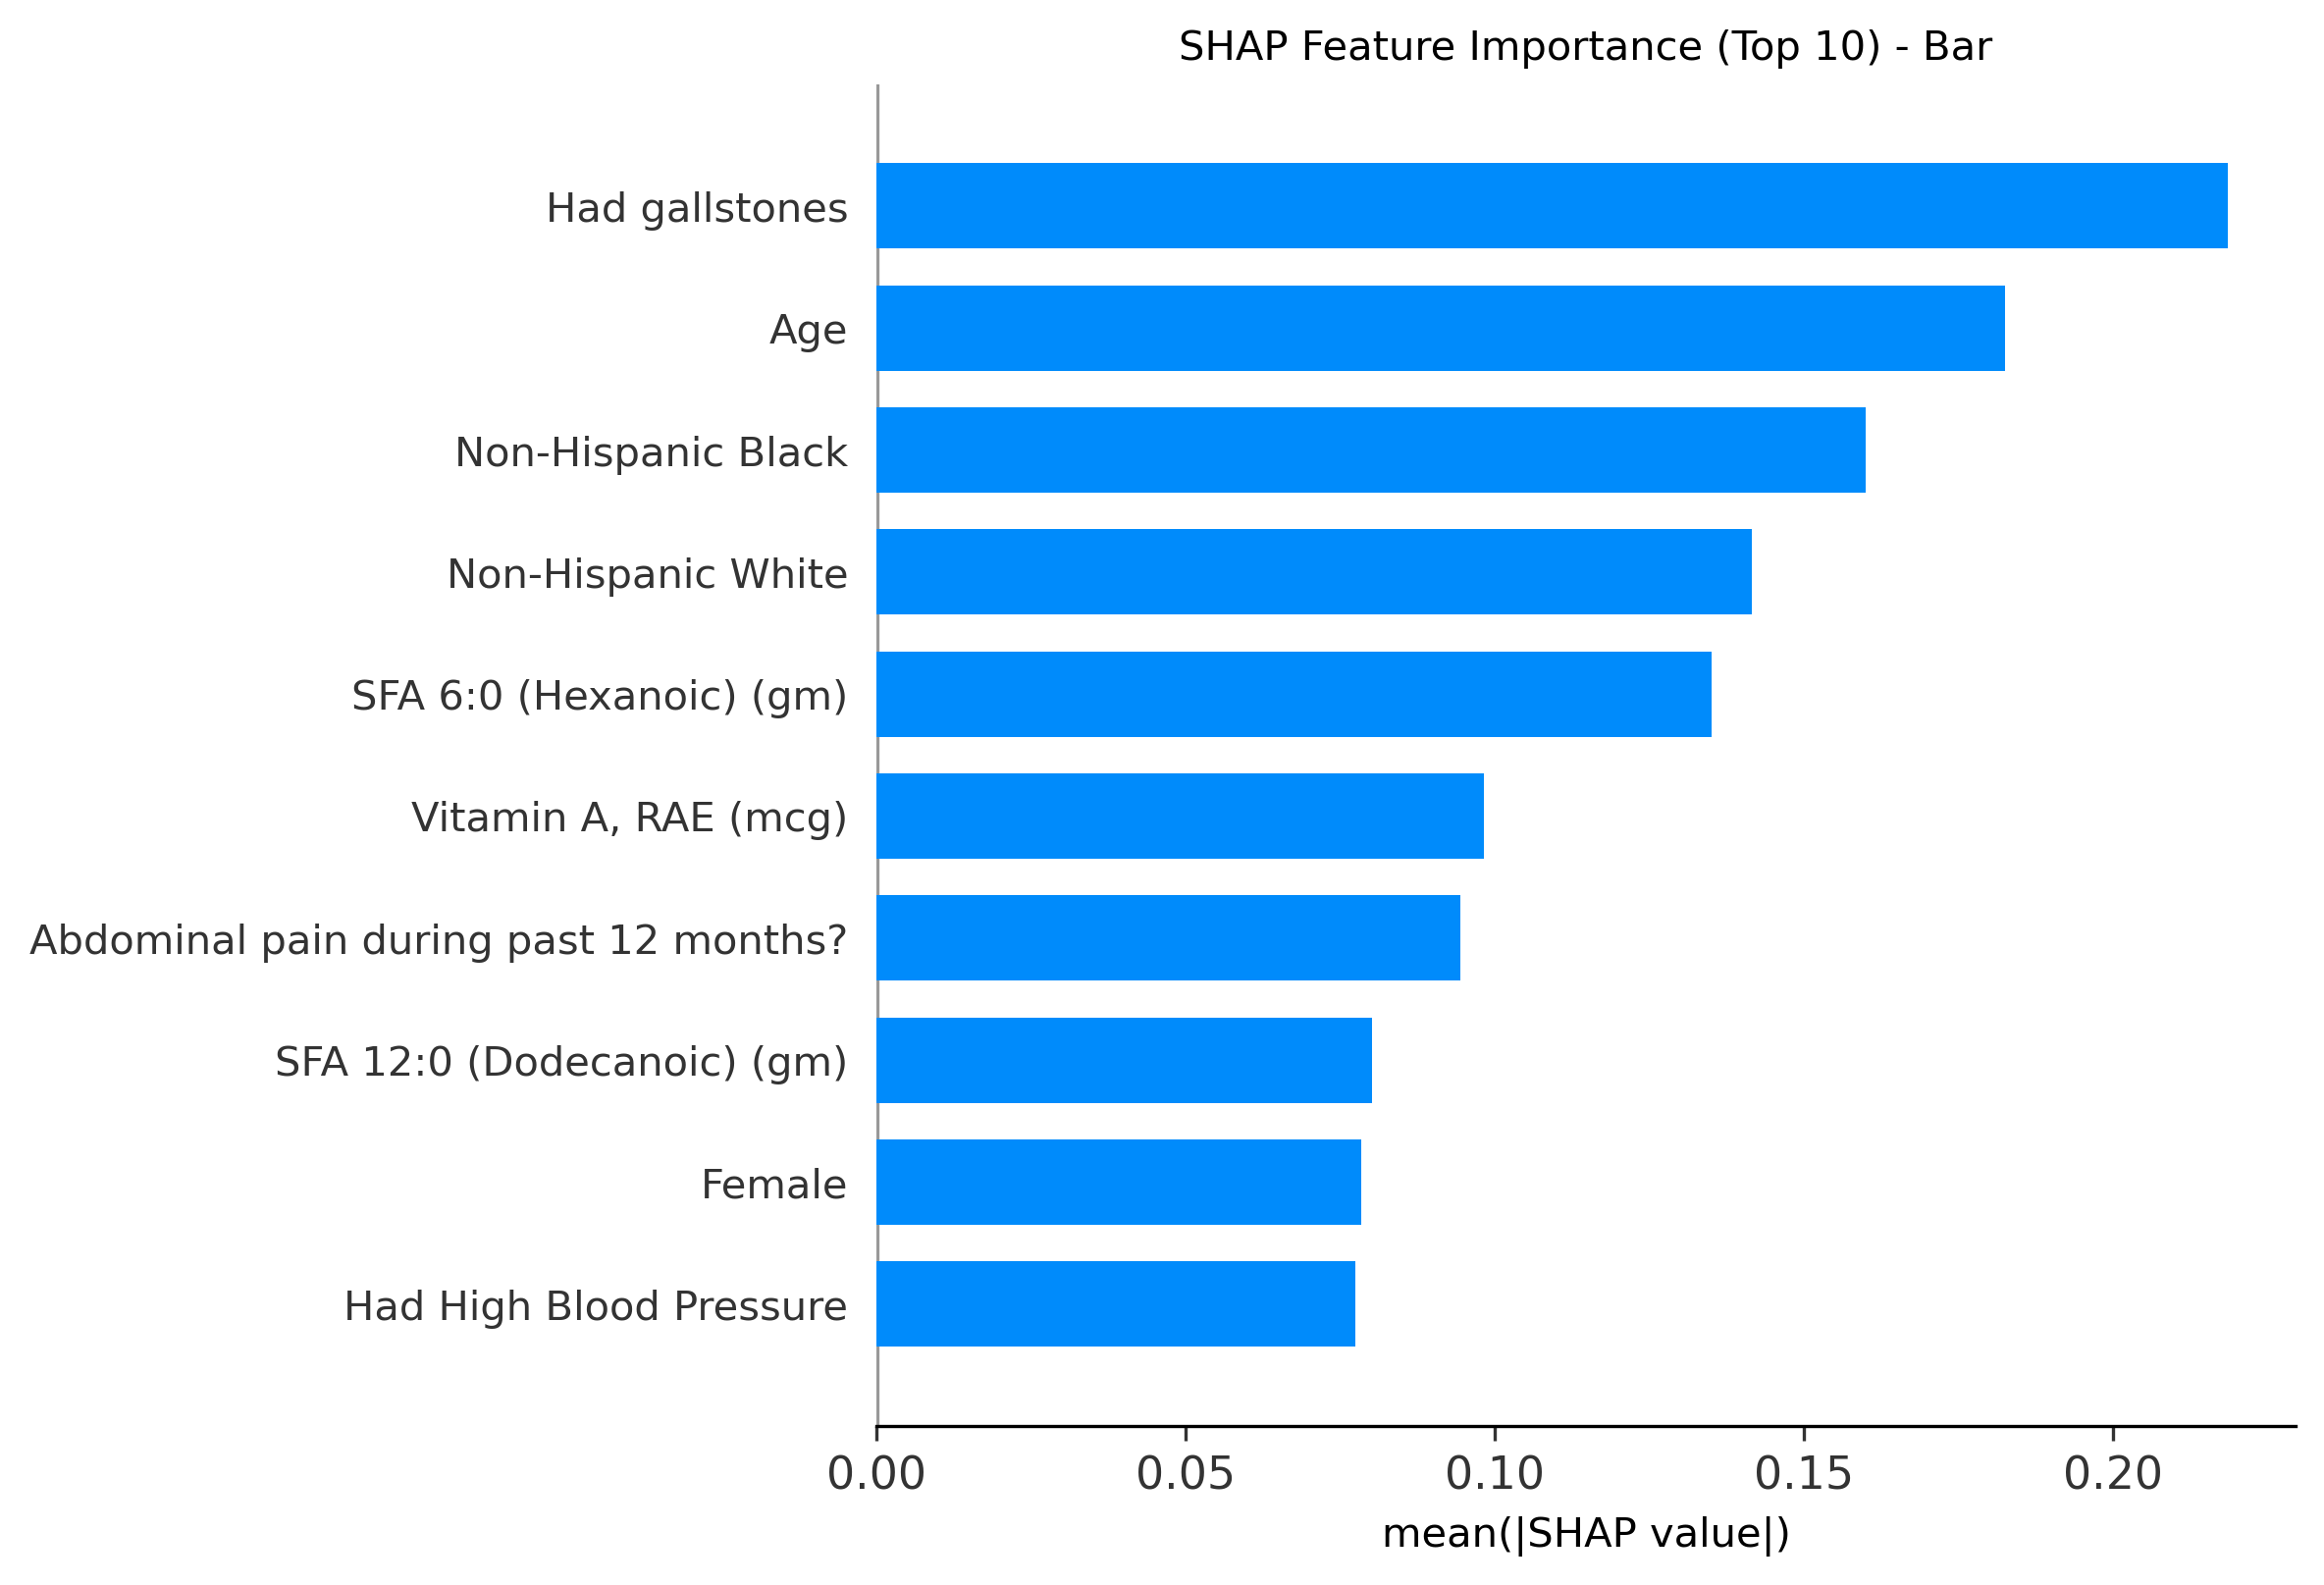 SHAP Feature Importance (Top 10) - Bar
Had gallstones
Age
Non-Hispanic Black
Non-Hispanic White
SFA 6:0 (Hexanoic) (gm)
Vitamin A, RAE (mcg)
Abdominal pain during past 12 months?
SFA 12:0 (Dodecanoic) (gm)
Female
Had High Blood Pressure
0.00 0.05 0.10 0.15 0.20
mean(|SHAP value|)